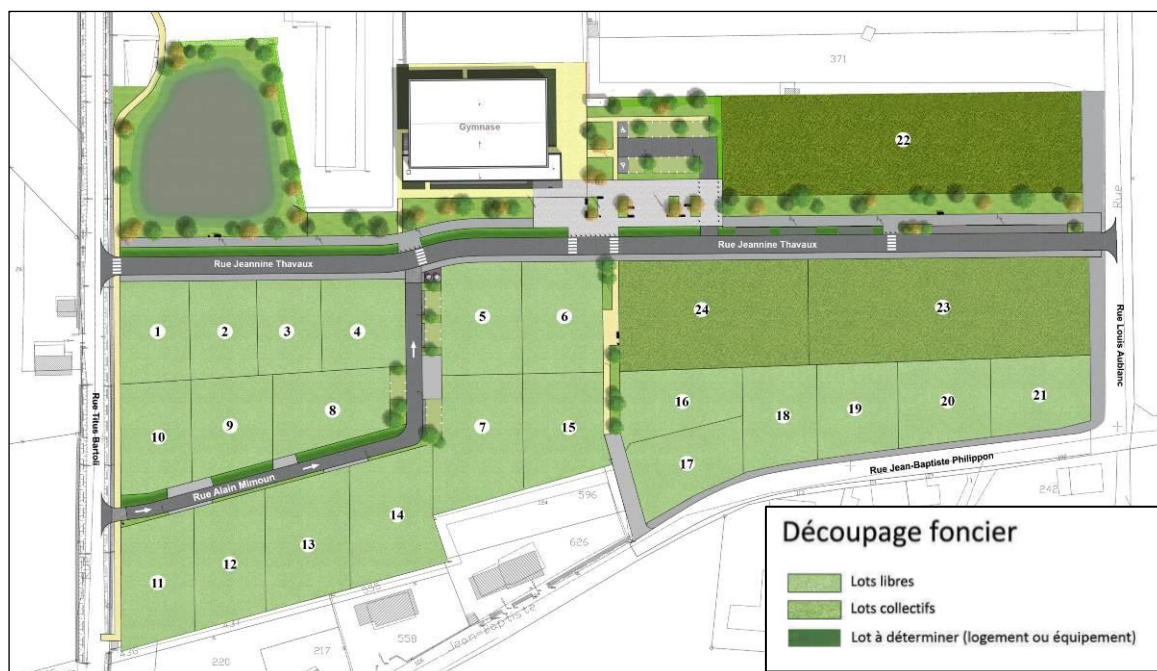 371
Gymnase
22
Rue
Rue Jeannine Thavaux
Rue Jeannine Thavaux
1
2
3
4
5
6
24
23
Rue Titus Bartoli
Rue Louis Aublanc
8
9
10
7
15
16
17
18
19
20
21
Rue Alain Mimoun
Rue Jean-Baptiste Philippon
14
13
12
11
596
626
242
558
217
220
Jean-Baptiste
Découpage foncier
Lots libres
Lots collectifs
Lot à déterminer (logement ou équipement)